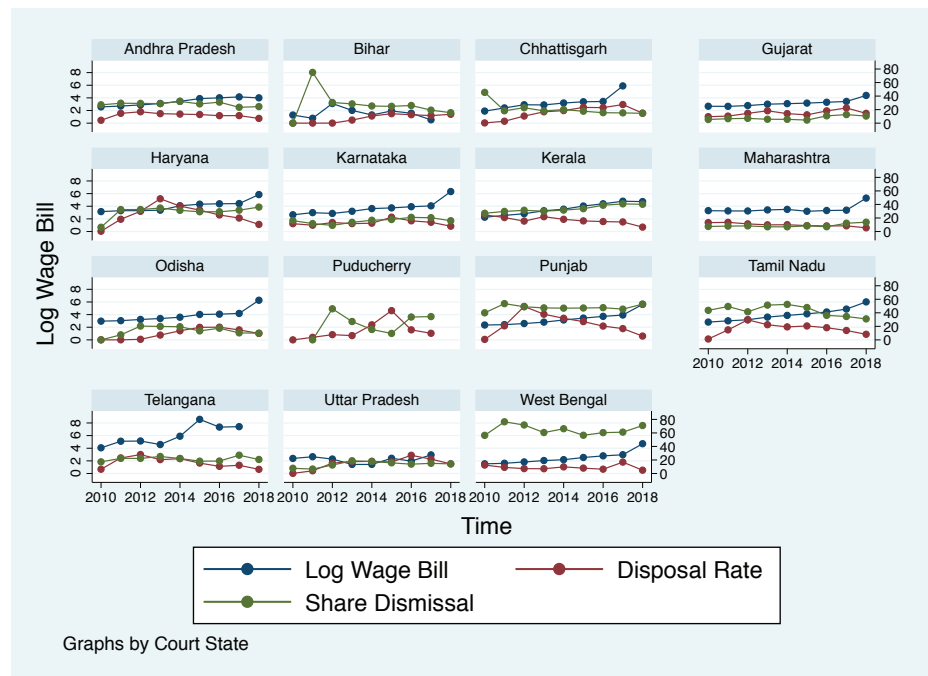 Andhra Pradesh Bihar Chhattisgarh Gujarat
0 2 4 6 8
0 20 40 60 80
Haryana Karnataka Kerala Maharashtra
0 2 4 6 8
0 20 40 60 80
Odisha Puducherry Punjab Tamil Nadu
0 2 4 6 8
0 20 40 60 80
2010 2012 2014 2016 2018
Telangana Uttar Pradesh West Bengal
0 2 4 6 8
0 20 40 60 80
2010 2012 2014 2016 2018 2010 2012 2014 2016 2018 2010 2012 2014 2016 2018
Log Wage Bill
Time
Log Wage Bill Disposal Rate
Share Dismissal
Graphs by Court State